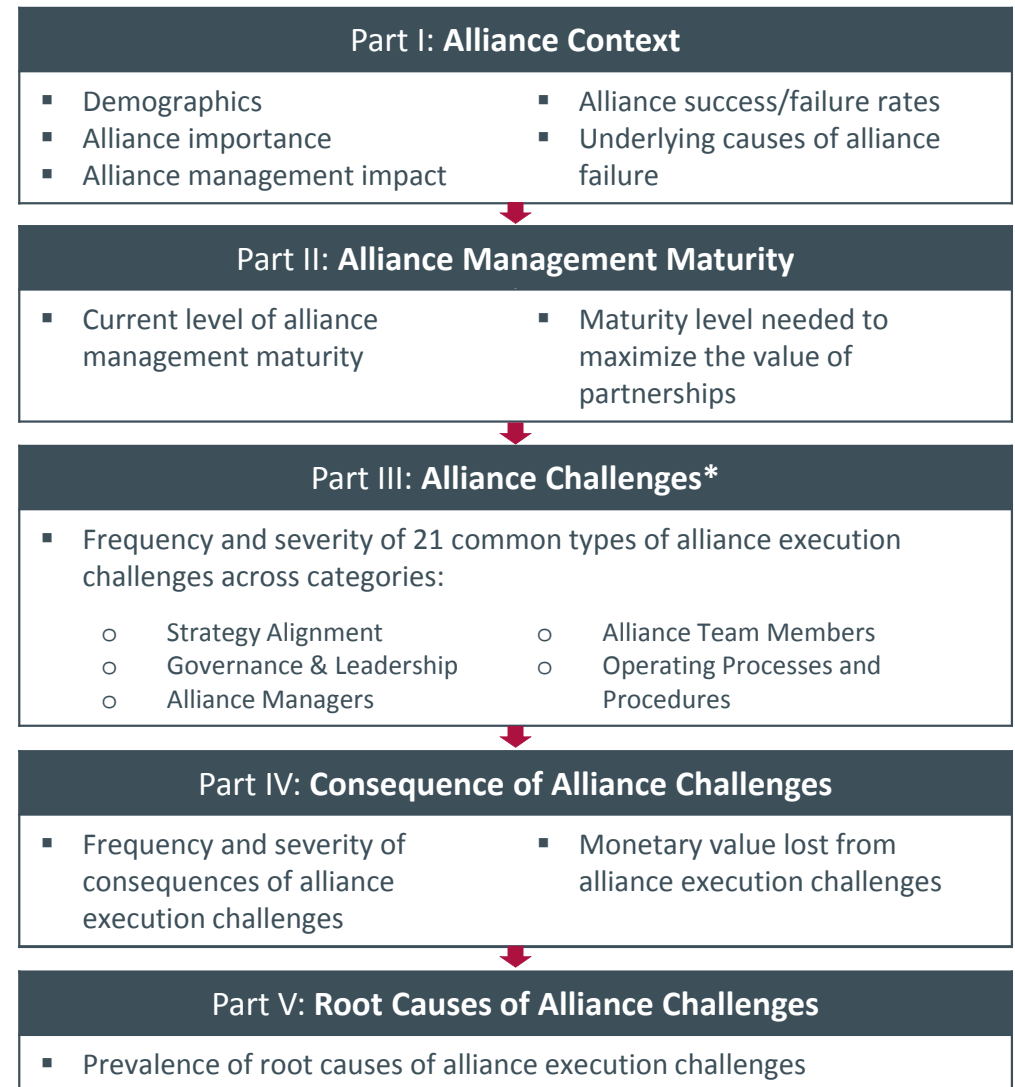 Part I: Alliance Context
▪ Demographics
▪ Alliance importance
▪ Alliance management impact
▪ Alliance success/failure rates
▪ Underlying causes of alliance
failure
Part II: Alliance Management Maturity
▪ Current level of alliance
management maturity
▪ Maturity level needed to
maximize the value of
partnerships
Part III: Alliance Challenges*
▪ Frequency and severity of 21 common types of alliance execution
challenges across categories:
o Strategy Alignment
o Governance & Leadership
o Alliance Managers
o Alliance Team Members
o Operating Processes and
Procedures
Part IV: Consequence of Alliance Challenges
▪ Frequency and severity of
consequences of alliance
execution challenges
▪ Monetary value lost from
alliance execution challenges
Part V: Root Causes of Alliance Challenges
▪ Prevalence of root causes of alliance execution challenges